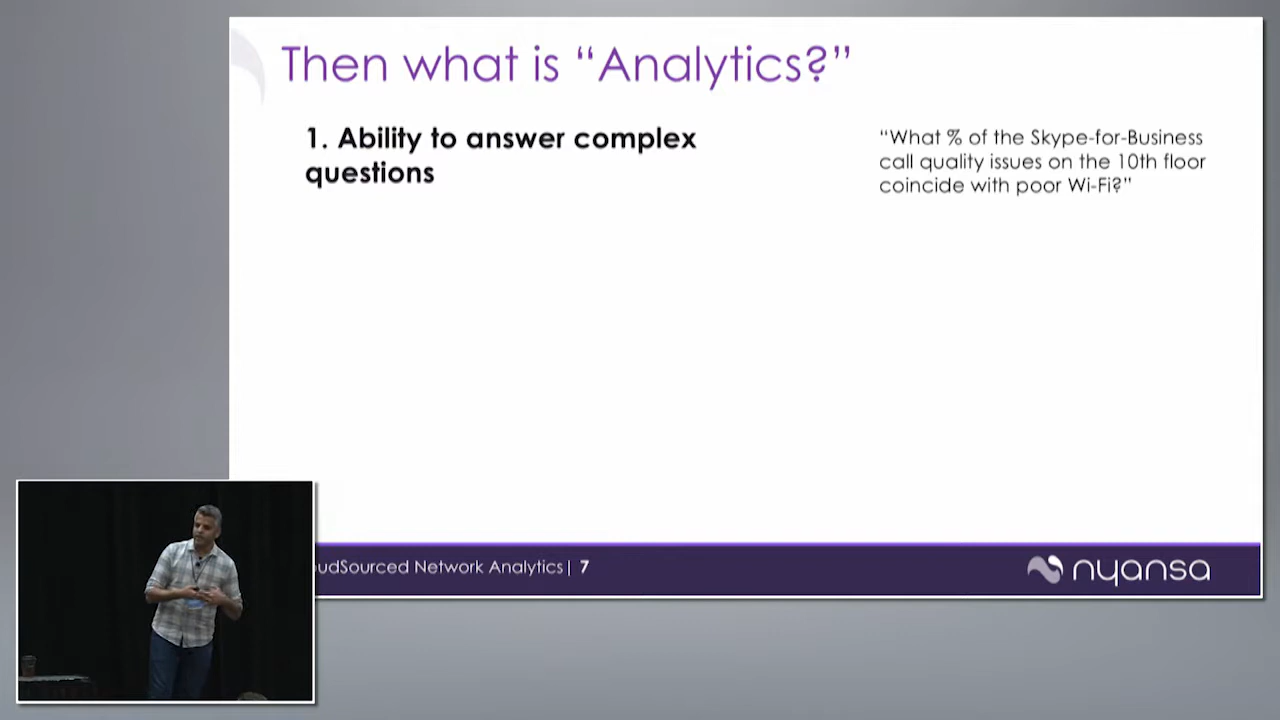 Then what is “Analytics?”
1. Ability to answer complex
questions
“What % of the Skype-for-Business
call quality issues on the 10th floor
coincide with poor Wi-Fi?”
oudSourced Network Analytics| 7
nyansa